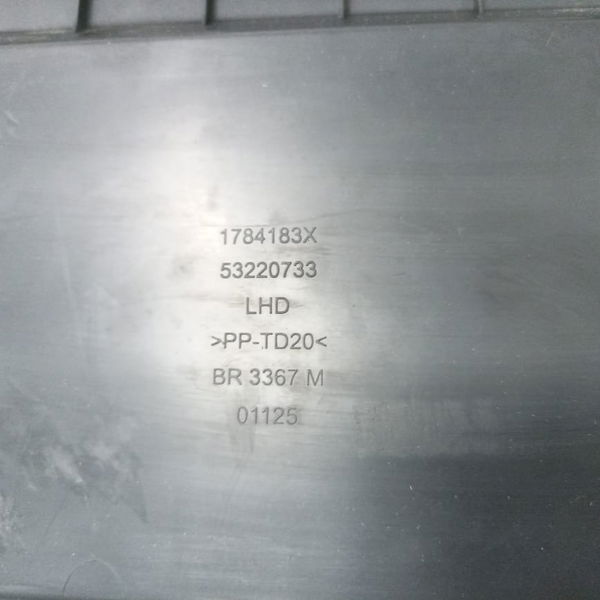 1784183X
53220733
LHD
>PP-TD20<
BR 3367 M
01125